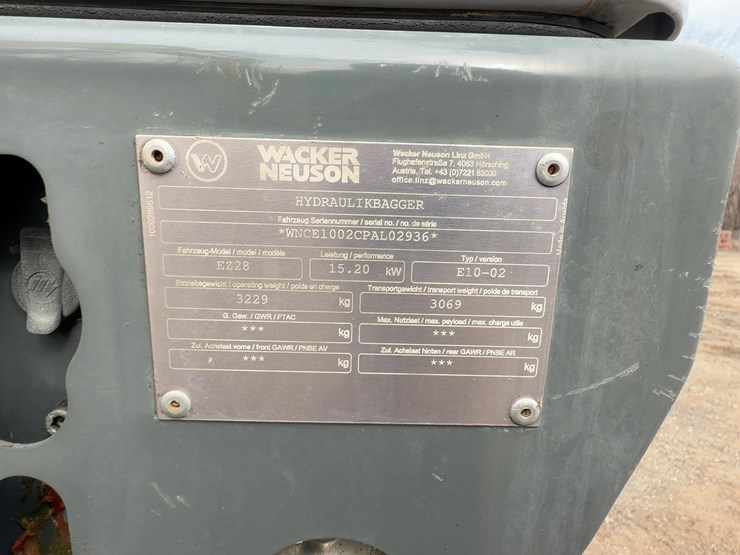 WACKER
NEUSON
Wacker Neuson Linz GmbH
Flughafenstraße 7, 4063 Hörsching
Austria, Tel. +43 (0)7221 63000
office.linz@wackerneuson.com
HYDRAULIKBAGGER
Fahrzeug Seriennummer / serial no. / no. de série
*WNCE1002CPAL02936*
Fahrzeug-Model / model / modèle Leistung / performance Typ / version
EZ28 15.20 kW E10-02
Betriebsgewicht / operating weight / poids en charge Transportgewicht / transport weight / poids de transport
3229 kg 3069 kg
G. Gew. / GWR / PTAC Max. Nutzlast / max. payload / max. charge utile
*** kg *** kg
Zul. Achslast vorne / front GAWR / PNBE AV Zul. Achslast hinten / rear GAWR / PNBE AR
*** kg *** kg